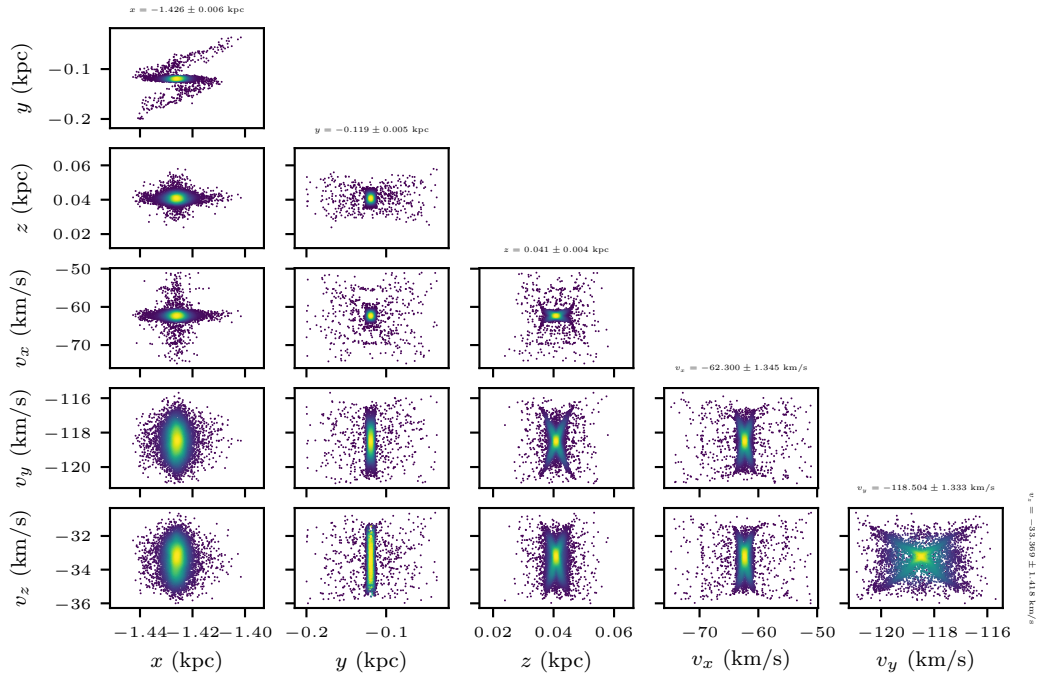 x = −1.426 ± 0.006 kpc
y (kpc)
−0.1
−0.2
y = −0.119 ± 0.005 kpc
z (kpc)
0.06
0.04
0.02
z = 0.041 ± 0.004 kpc
v_x (km/s)
−50
−60
−70
v_x = −62.300 ± 1.345 km/s
v_y (km/s)
−116
−118
−120
v_y = −118.504 ± 1.333 km/s
v_z (km/s)
−32
−34
−36
v_z = −33.369 ± 1.418 km/s
−1.44 −1.42 −1.40
−0.2 −0.1
0.02 0.04 0.06
−70 −60 −50
−120 −118 −116
x (kpc)
y (kpc)
z (kpc)
v_x (km/s)
v_y (km/s)